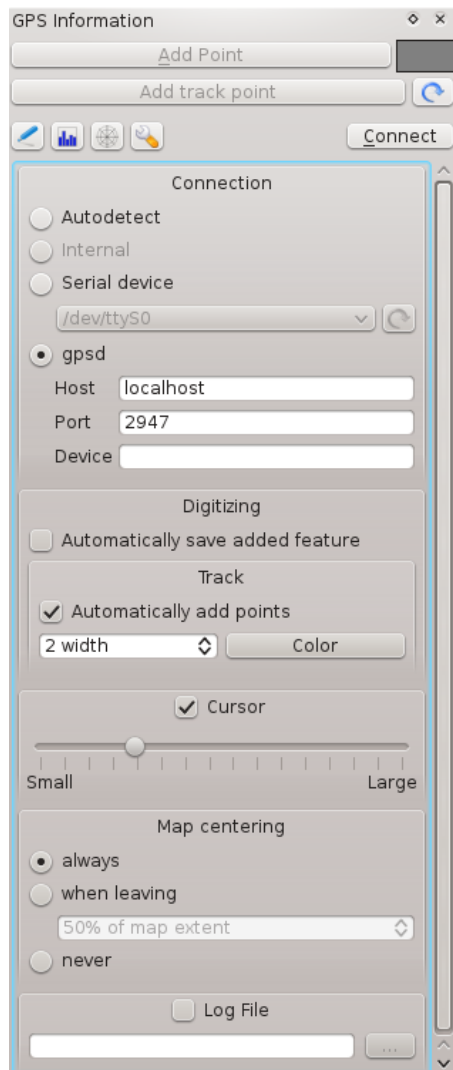 GPS Information
Add Point
Add track point
Connect
Connection
Autodetect
Internal
Serial device
/dev/ttyS0
gpsd
Host localhost
Port 2947
Device
Digitizing
Automatically save added feature
Track
Automatically add points
2 width Color
Cursor
Small Large
Map centering
always
when leaving
50% of map extent
never
Log File
...